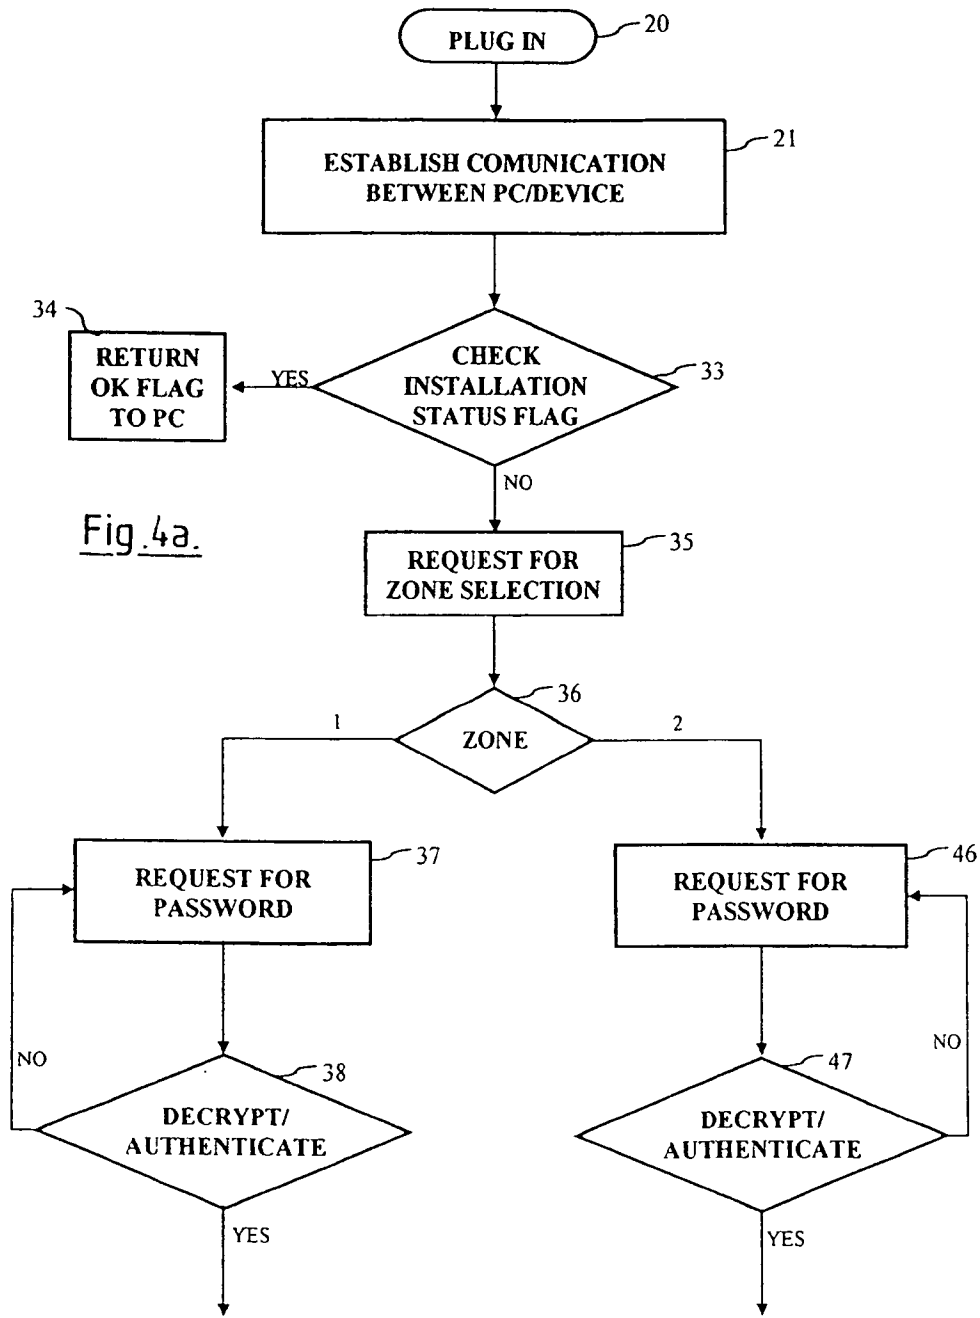 PLUG IN
20
ESTABLISH COMUNICATION
BETWEEN PC/DEVICE
21
34
RETURN
OK FLAG
TO PC
YES
CHECK
INSTALLATION
STATUS FLAG
33
NO
Fig.4a.
REQUEST FOR
ZONE SELECTION
35
36
1
ZONE
2
REQUEST FOR
PASSWORD
37
REQUEST FOR
PASSWORD
46
NO
38
DECRYPT/
AUTHENTICATE
YES
NO
47
DECRYPT/
AUTHENTICATE
YES